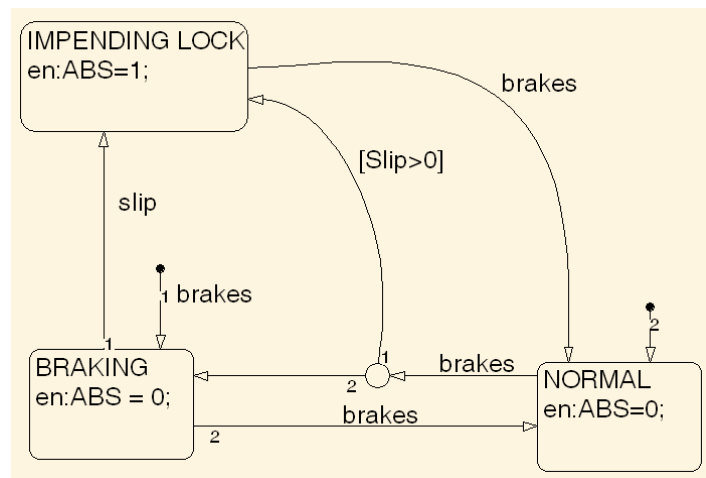 IMPENDING LOCK
en:ABS=1;
brakes
[Slip>0]
slip
1 brakes
2
1
BRAKING
en:ABS = 0;
1
2
brakes
NORMAL
en:ABS=0;
brakes
2